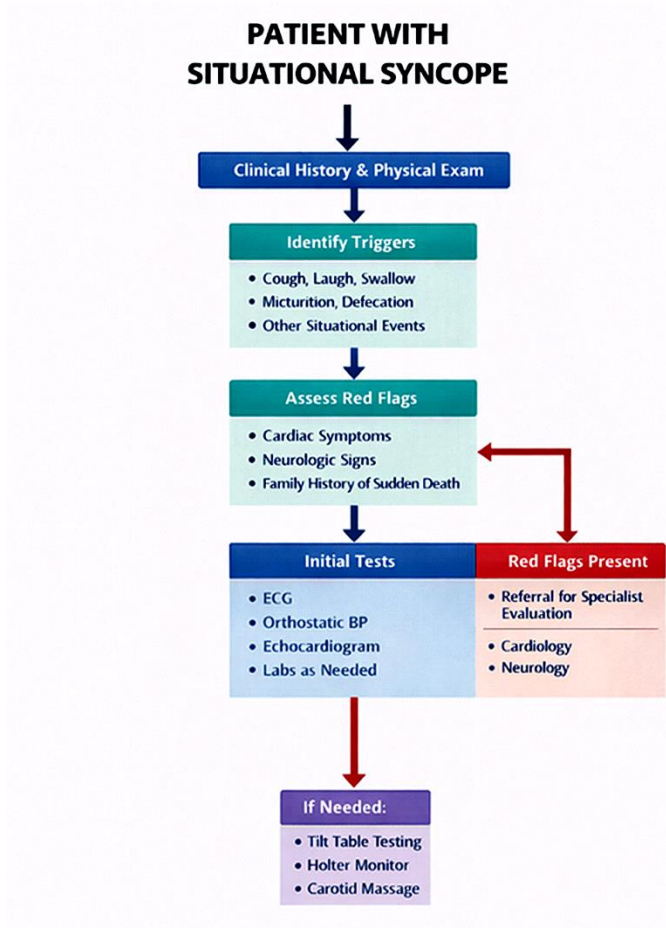 PATIENT WITH
SITUATIONAL SYNCOPE
Clinical History & Physical Exam
Identify Triggers
• Cough, Laugh, Swallow
• Micturition, Defecation
• Other Situational Events
Assess Red Flags
• Cardiac Symptoms
• Neurologic Signs
• Family History of Sudden Death
Initial Tests
• ECG
• Orthostatic BP
• Echocardiogram
• Labs as Needed
Red Flags Present
• Referral for Specialist
Evaluation
• Cardiology
• Neurology
If Needed:
• Tilt Table Testing
• Holter Monitor
• Carotid Massage